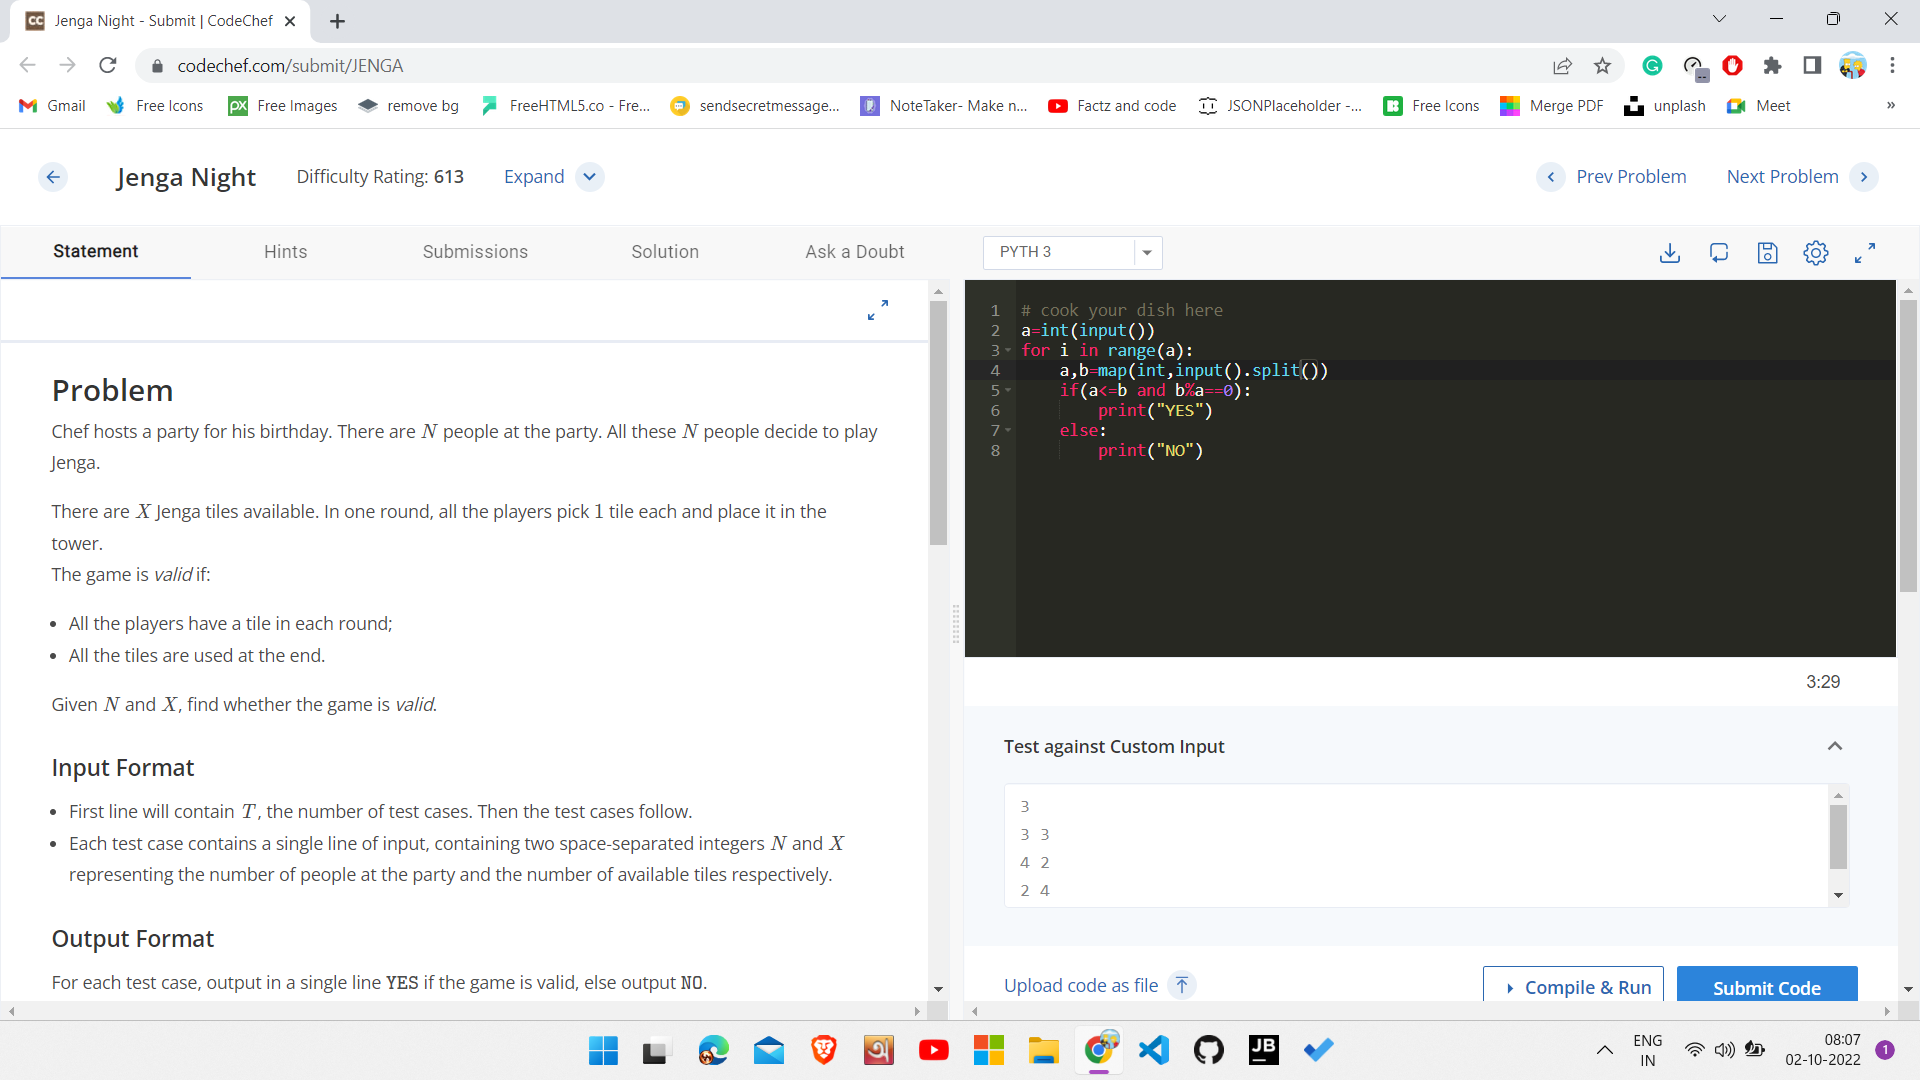 Jenga Night - Submit | CodeChef
codechef.com/submit/JENGA
Gmail Free Icons Free Images remove bg FreeHTML5.co - Fre... sendsecretmessage... NoteTaker- Make n... Factz and code JSONPlaceholder -... Free Icons Merge PDF unplash Meet »
Jenga Night Difficulty Rating: 613 Expand Prev Problem Next Problem
Statement Hints Submissions Solution Ask a Doubt PYTH 3
Problem
Chef hosts a party for his birthday. There are N people at the party. All these N people decide to play
Jenga.
There are X Jenga tiles available. In one round, all the players pick 1 tile each and place it in the
tower.
The game is valid if:
• All the players have a tile in each round;
• All the tiles are used at the end.
Given N and X, find whether the game is valid.
Input Format
• First line will contain T, the number of test cases. Then the test cases follow.
• Each test case contains a single line of input, containing two space-separated integers N and X
representing the number of people at the party and the number of available tiles respectively.
Output Format
For each test case, output in a single line YES if the game is valid, else output NO.
1 # cook your dish here
2 a=int(input())
3 for i in range(a):
4     a,b=map(int,input().split())
5     if(a<=b and b%a==0):
6         print("YES")
7     else:
8         print("NO")
3:29
Test against Custom Input
3
3 3
4 2
2 4
Upload code as file Compile & Run Submit Code
JB
ENG
IN
08:07
02-10-2022
1